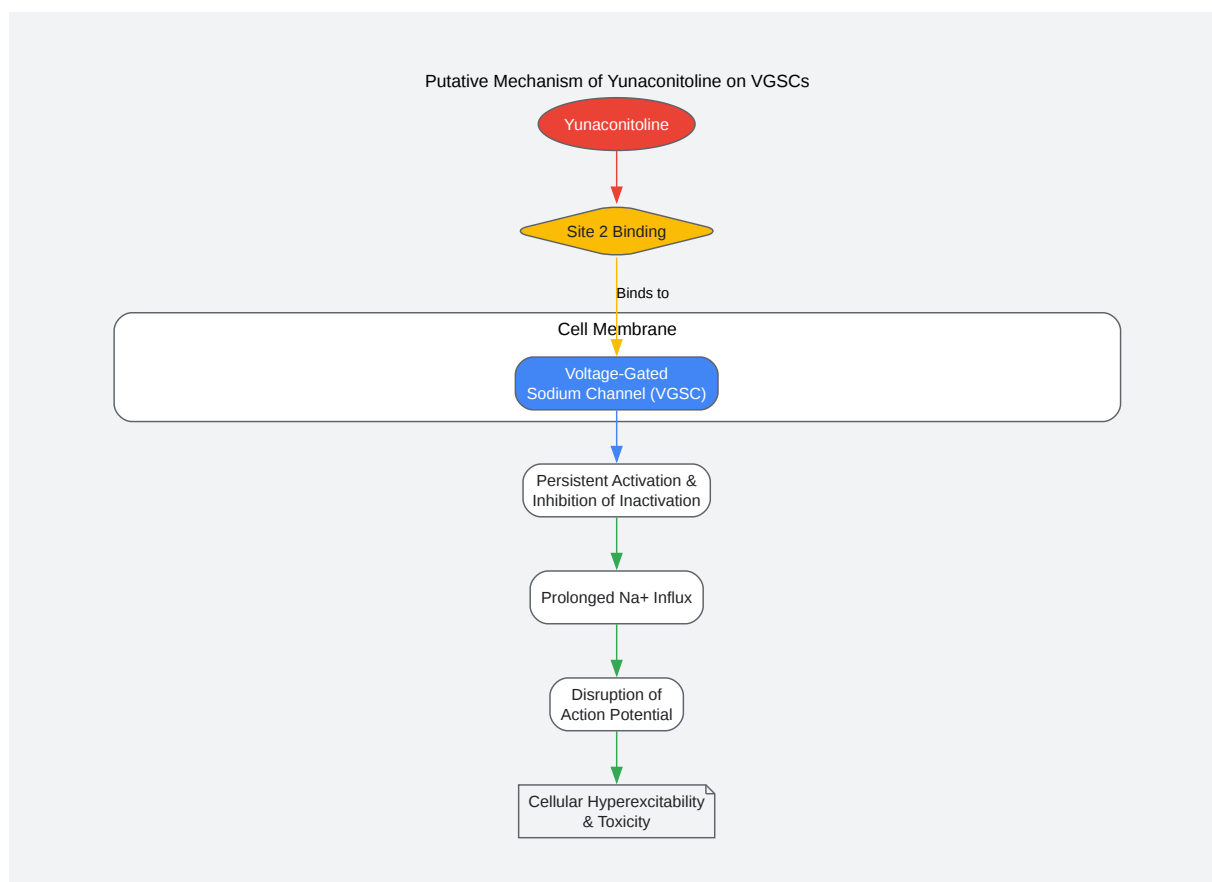 Putative Mechanism of Yunaconitoline on VGSCs
Yunaconitoline
Site 2 Binding
Binds to
Cell Membrane
Voltage-Gated
Sodium Channel (VGSC)
Persistent Activation &
Inhibition of Inactivation
Prolonged Na+ Influx
Disruption of
Action Potential
Cellular Hyperexcitability
& Toxicity